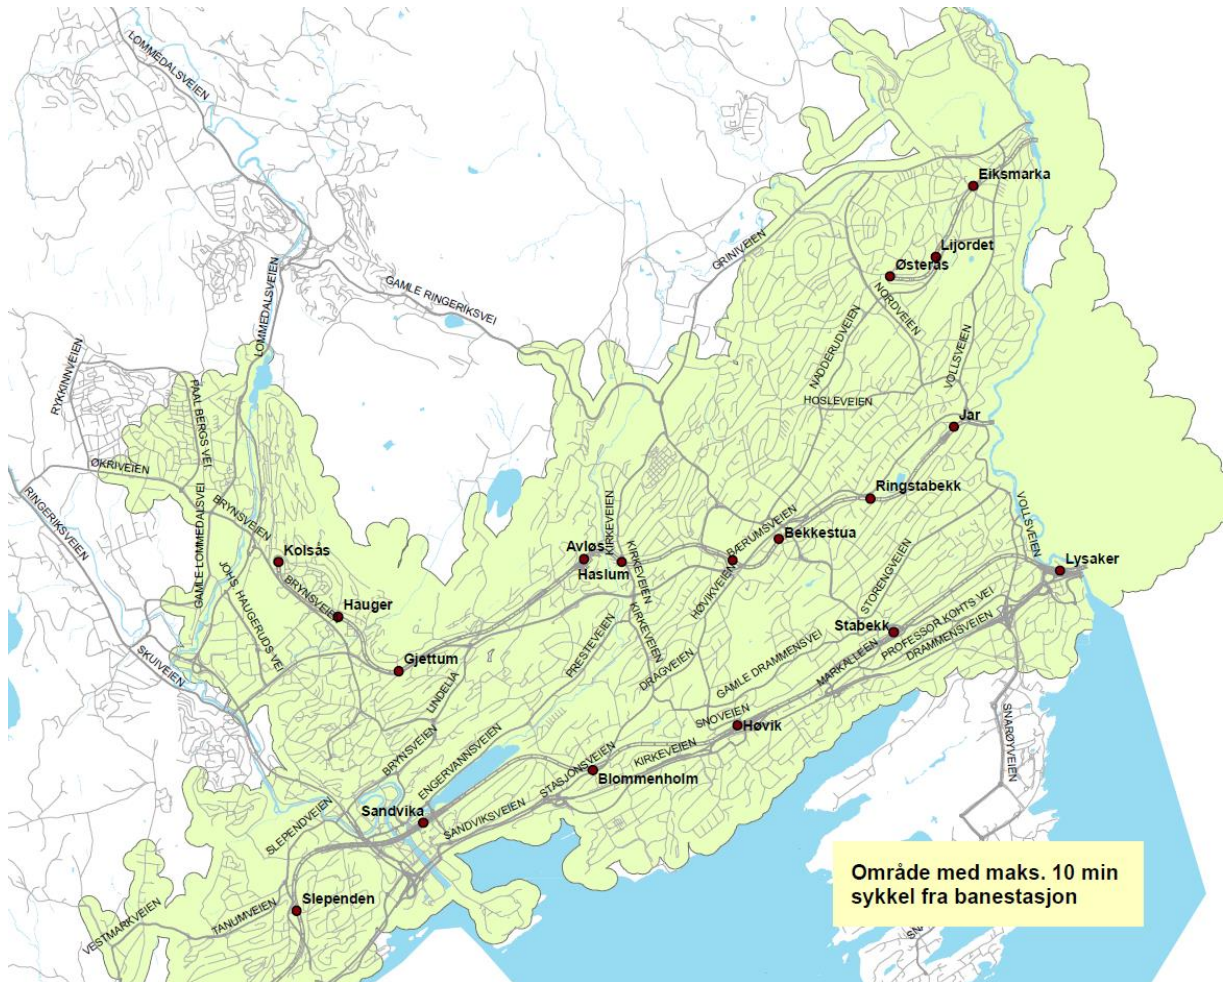 LOMMEDALSVEIEN
Eiksmarka
GRINIVEIEN
Lijordet
Østerås
LOMMEDALSVEIEN
GAMLE RINGERIKSVEI
NORDVEIEN
NADDERUDVEIEN
VOLLSVEIEN
RYKKINNVEIEN
PAAL BERGS VEI
HOSLEVEIEN
Jar
ØKRIVEIEN
RINGERIKSVEIEN
BRYNSVEIEN
GAMLE LOMMEDALSVEI
Ringstabekk
KIRKEVEIEN
VOLLSVEIEN
BÆRUMSVEIEN
Bekkestua
Kolsås
Avløs
KIRKEVEIEN
Haslum
Lysaker
JOHS. HAUGERUDS VEI
BRYNSVEIEN
Hauger
HØVIKVEIEN
STORENGVEIEN
KIRKEVEIEN
PRESTEVEIEN
Stabekk
PROFESSOR KOHTS VEI
DRAMMENSVEIEN
SKUIVEIEN
Gjettum
LINDELIA
DRAGVEIEN
GAMLE DRAMMENSVEI
MARKALLEEN
SNOVEIEN
Høvik
SNARØYVEIEN
BRYNSVEIEN
ENGERVANNSVEIEN
KIRKEVEIEN
STASJONSVEIEN
Blommenholm
SLEPENDVEIEN
Sandvika
SANDVIKSVEIEN
Slependen
TANUMVEIEN
VESTMARKVEIEN
Område med maks. 10 min
sykkel fra banestasjon